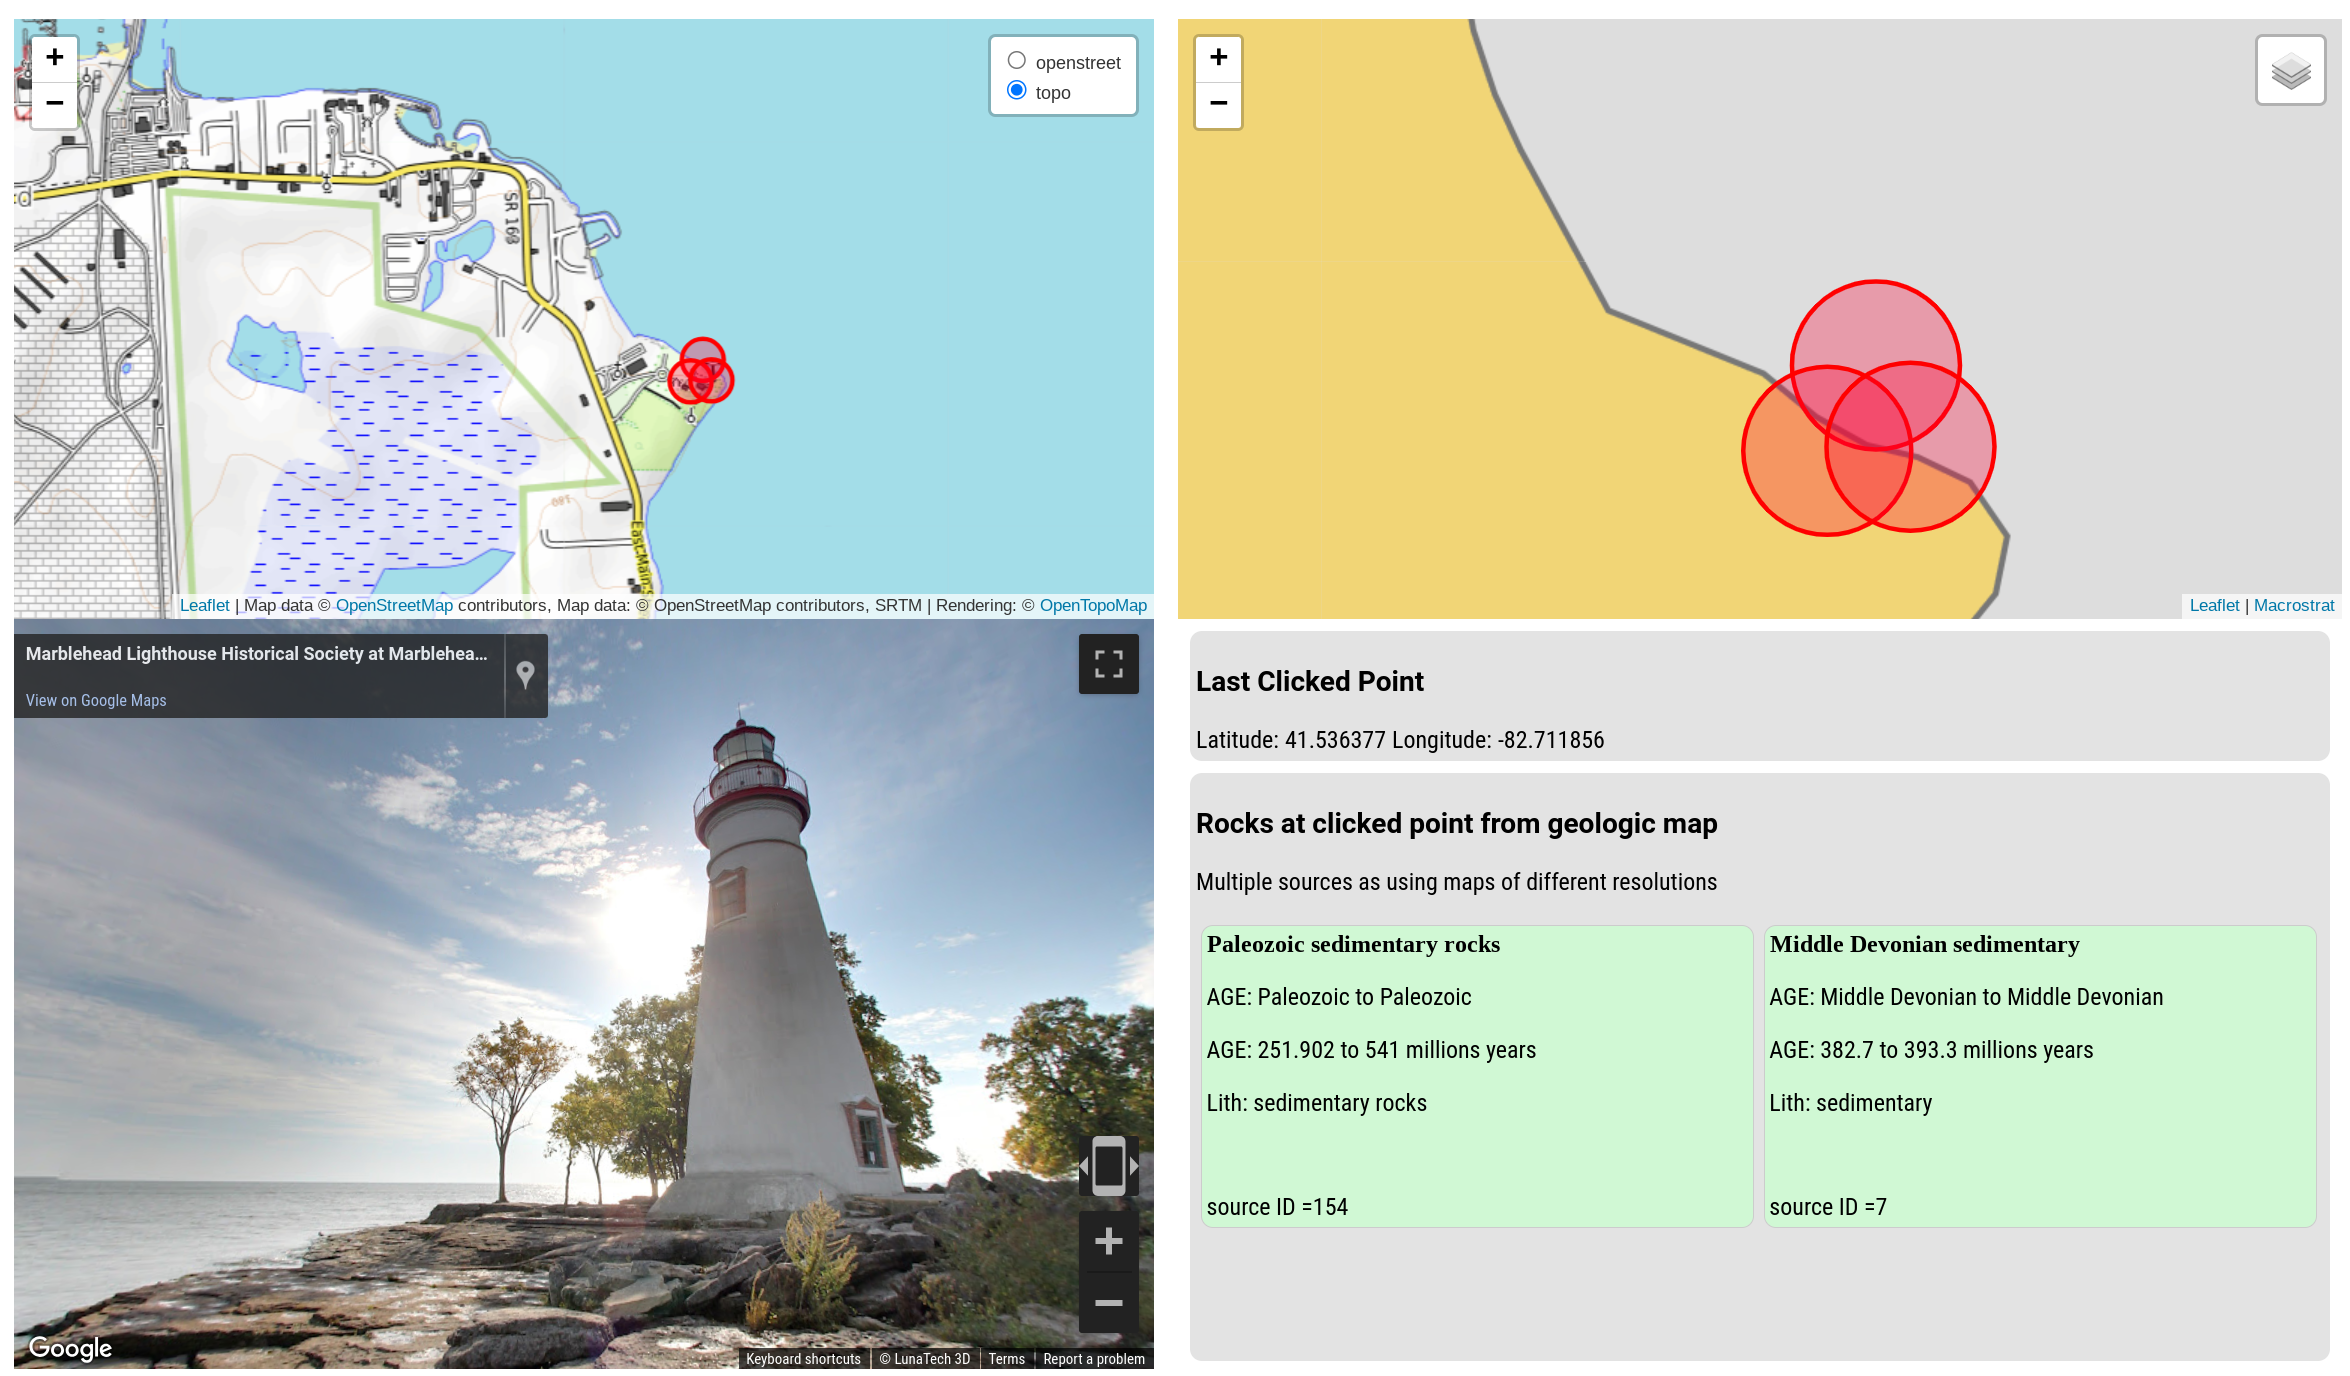 +
−
openstreet
topo
SR 163
d
780
East Main S
Leaflet | Map data © OpenStreetMap contributors, Map data: © OpenStreetMap contributors, SRTM | Rendering: © OpenTopoMap
+
−
Leaflet | Macrostrat
Marblehead Lighthouse Historical Society at Marblehea...
View on Google Maps
Google
Keyboard shortcuts
© LunaTech 3D
Terms
Report a problem
Last Clicked Point
Latitude: 41.536377 Longitude: -82.711856
Rocks at clicked point from geologic map
Multiple sources as using maps of different resolutions
Paleozoic sedimentary rocks
AGE: Paleozoic to Paleozoic
AGE: 251.902 to 541 millions years
Lith: sedimentary rocks
source ID =154
Middle Devonian sedimentary
AGE: Middle Devonian to Middle Devonian
AGE: 382.7 to 393.3 millions years
Lith: sedimentary
source ID =7